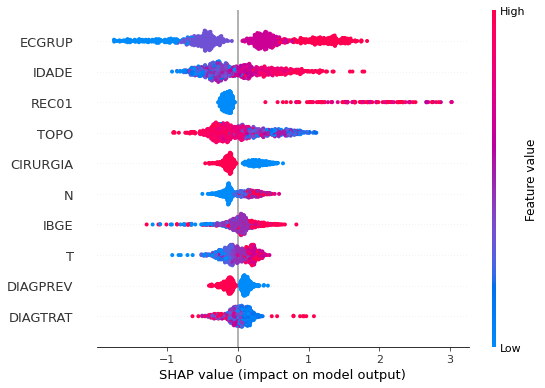 High
ECGRUP
IDADE
REC01
TOPO
CIRURGIA
N
IBGE
T
DIAGPREV
DIAGTRAT
Feature value
Low
−1 0 1 2 3
SHAP value (impact on model output)